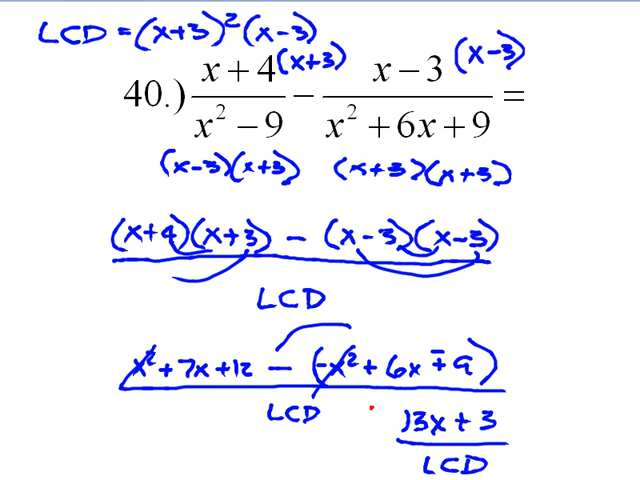 LCD = (x+3)²(x-3)
40.) x + 4 (x+3) / x² − 9 − x − 3 (x-3) / x² + 6x + 9 =
(x-3)(x+3) (x+3)(x+3)
(x+4)(x+3) − (x-3)(x-3)
LCD
x² + 7x + 12 − (-x² + 6x ∓ 9)
LCD
13x + 3
LCD